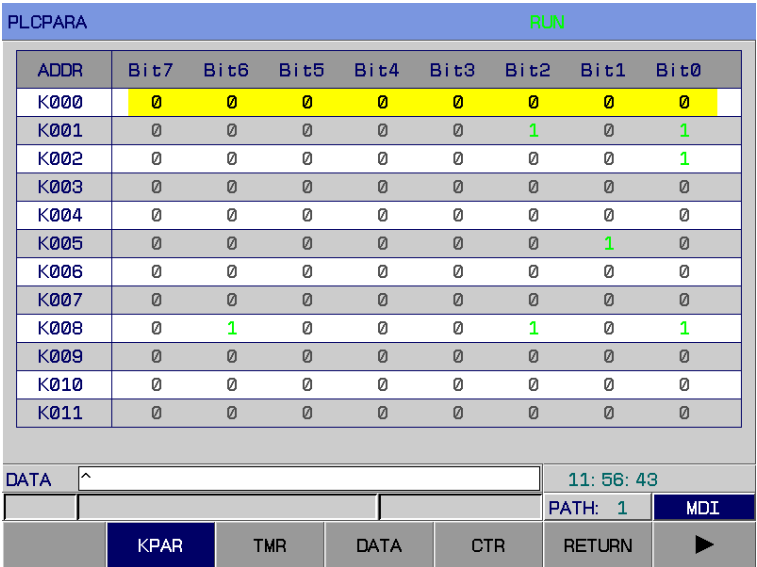 PLCPARA RUN
ADDR Bit7 Bit6 Bit5 Bit4 Bit3 Bit2 Bit1 Bit0
K000 0 0 0 0 0 0 0 0
K001 0 0 0 0 0 1 0 1
K002 0 0 0 0 0 0 0 1
K003 0 0 0 0 0 0 0 0
K004 0 0 0 0 0 0 0 0
K005 0 0 0 0 0 0 1 0
K006 0 0 0 0 0 0 0 0
K007 0 0 0 0 0 0 0 0
K008 0 1 0 0 0 1 0 1
K009 0 0 0 0 0 0 0 0
K010 0 0 0 0 0 0 0 0
K011 0 0 0 0 0 0 0 0
DATA ^ 11:56:43
PATH: 1 MDI
KPAR TMR DATA CTR RETURN ▶